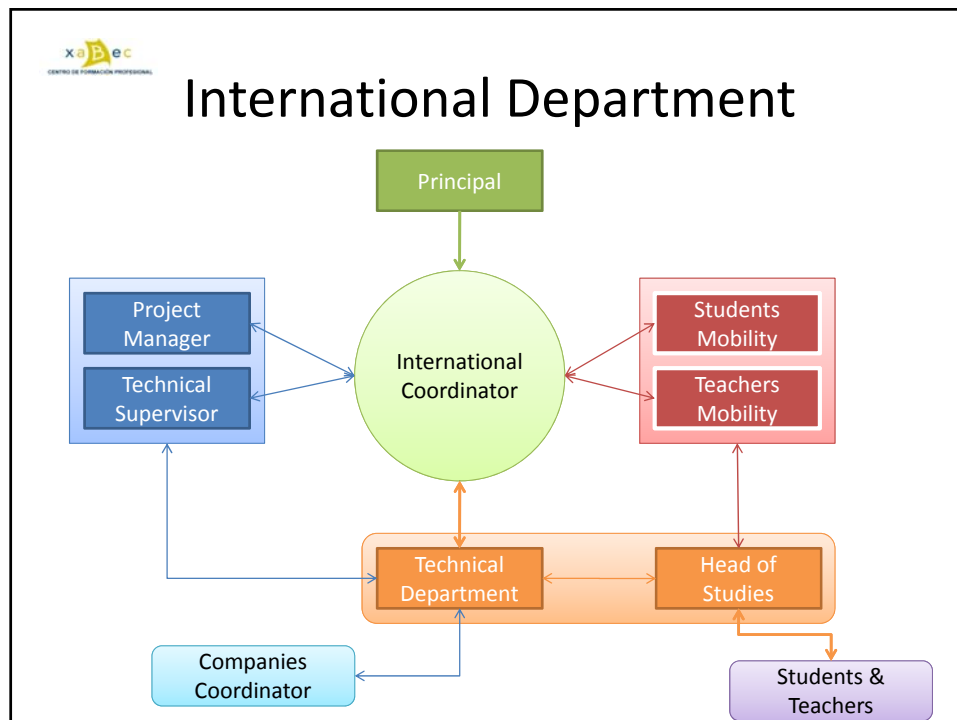 xaBec
CENTRO DE FORMACIÓN PROFESIONAL
International Department
Principal
Project
Manager
Technical
Supervisor
International
Coordinator
Students
Mobility
Teachers
Mobility
Technical
Department
Head of
Studies
Companies
Coordinator
Students &
Teachers